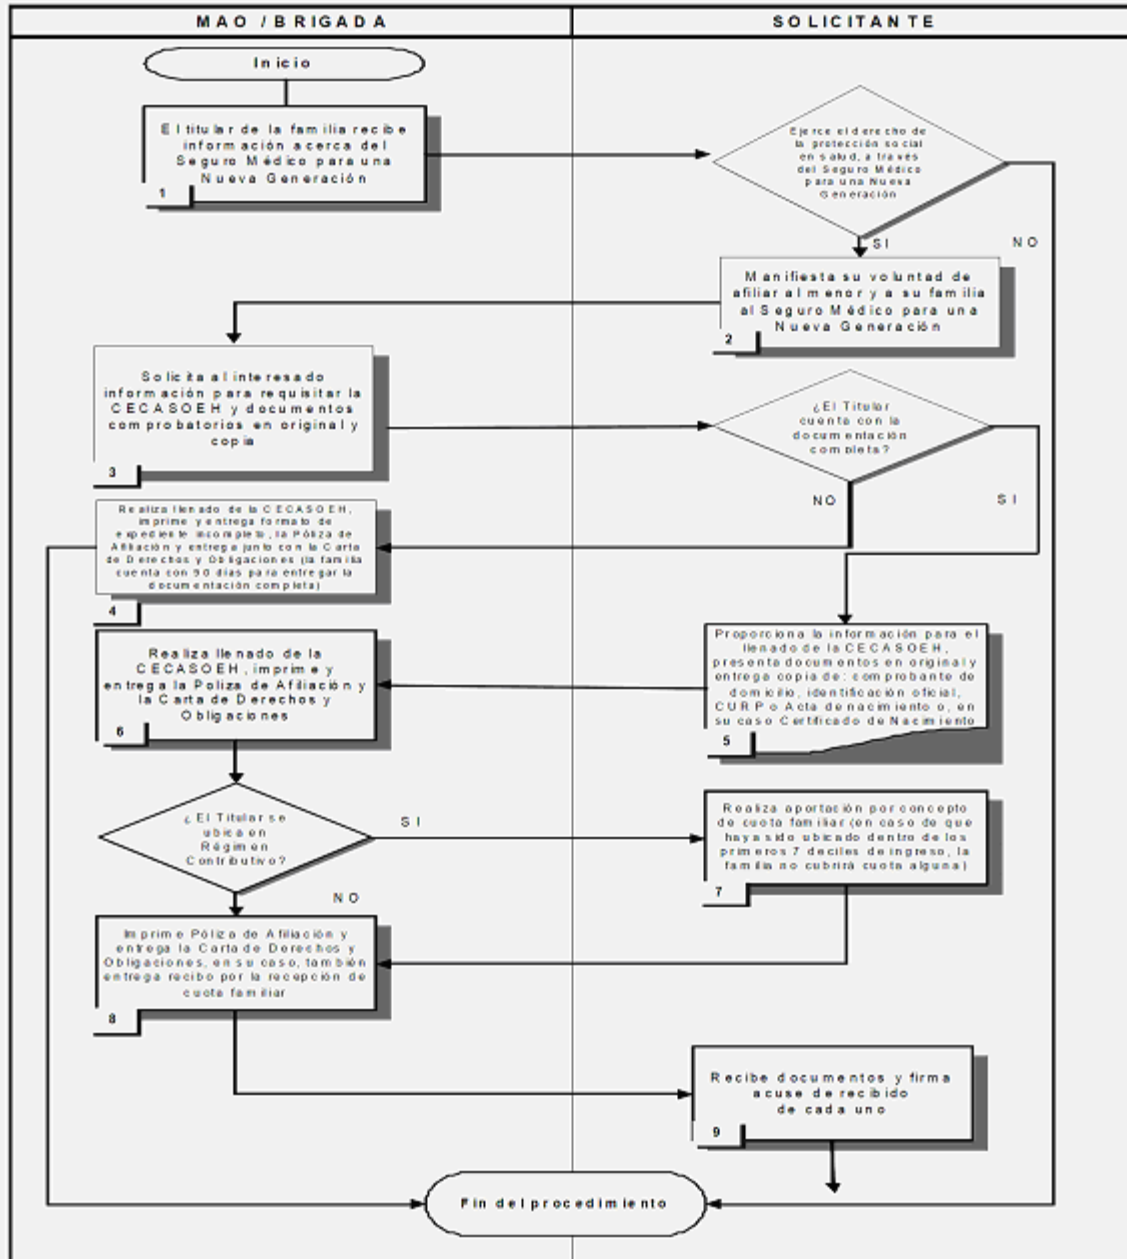 MAO / BRIGADA
SOLICITANTE
Inicio
El titular de la familia recibe
información acerca del
Seguro Médico para una
Nueva Generación
1
Ejerce el derecho de
la protección social
en salud, a través
del Seguro Médico
para una Nueva
Generación
SI
NO
Manifiesta su voluntad de
afiliar al menor y a su familia
al Seguro Médico para una
Nueva Generación
2
Solicita al interesado
información para requisitar la
CECASOEH y documentos
comprobatorios en original y
copia
3
¿El Titular
cuenta con la
documentación
completa?
NO
SI
Realiza llenado de la CECASOEH,
imprime y entrega formato de
expediente incompleto, la Póliza de
Afiliación y entrega junto con la Carta
de Derechos y Obligaciones (la familia
cuenta con 90 días para entregar la
documentación completa)
4
Proporciona la información para el
llenado de la CECASOEH,
presenta documentos en original y
entrega copia de: comprobante de
domicilio, identificación oficial,
CURP o Acta de nacimiento o, en
su caso Certificado de Nacimiento
5
Realiza llenado de la
CECASOEH, imprime y
entrega la Poliza de Afiliación y
la Carta de Derechos y
Obligaciones
6
¿El Titular se
ubica en
Régimen
Contributivo?
SI
NO
Realiza aportación por concepto
de cuota familiar (en caso de que
haya sido ubicado dentro de los
primeros 7 deciles de ingreso, la
familia no cubrirá cuota alguna)
7
Imprime Póliza de Afiliación y
entrega la Carta de Derechos y
Obligaciones, en su caso, también
entrega recibo por la recepción de
cuota familiar
8
Recibe documentos y firma
acuse de recibido
de cada uno
9
Fin del procedimiento